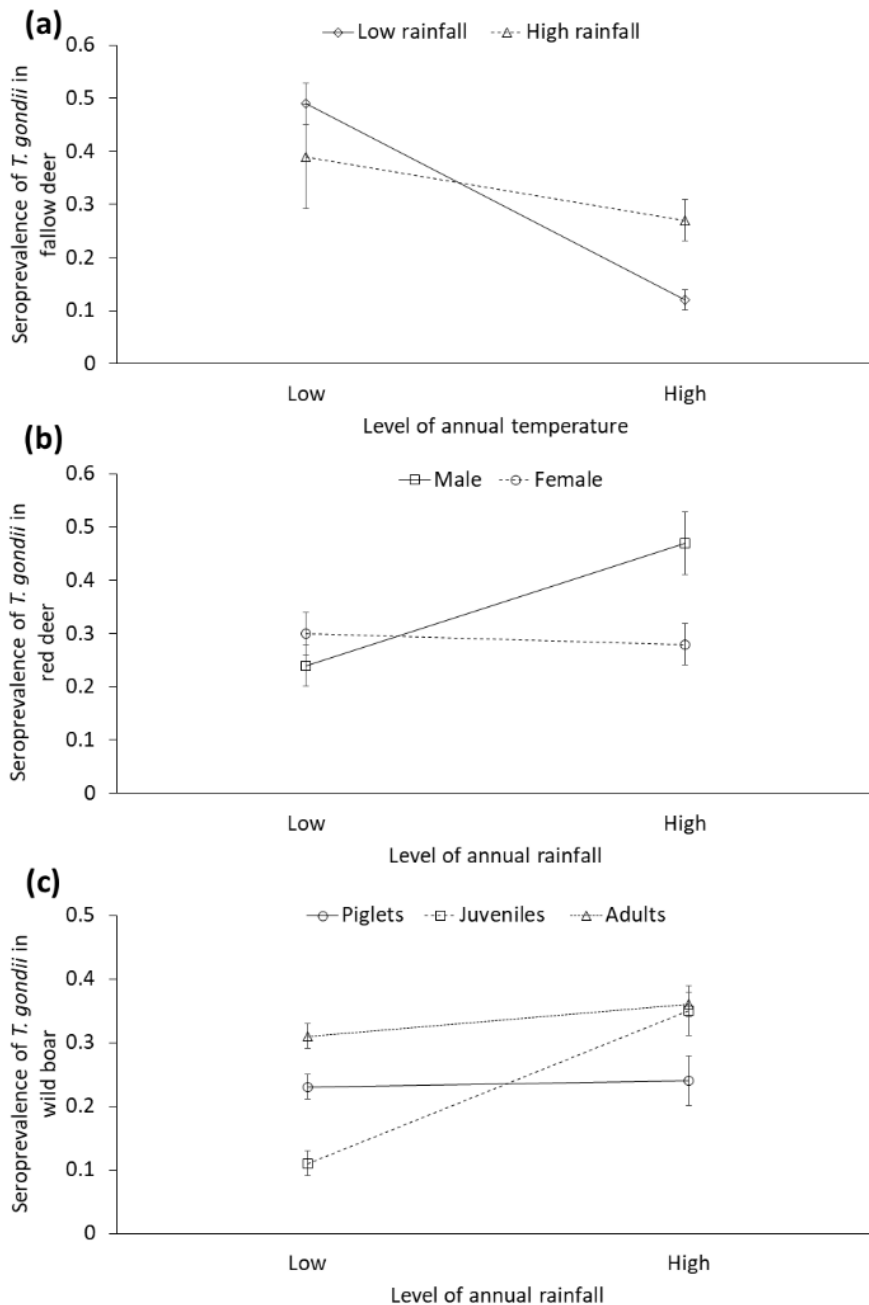 (a)
Low rainfall High rainfall
Seroprevalence of T. gondii in
fallow deer
0.6
0.5
0.4
0.3
0.2
0.1
0
Low High
Level of annual temperature
(b)
Male Female
Seroprevalence of T. gondii in
red deer
0.6
0.5
0.4
0.3
0.2
0.1
0
Low High
Level of annual rainfall
(c)
Piglets Juveniles Adults
Seroprevalence of T. gondii in
wild boar
0.5
0.4
0.3
0.2
0.1
0
Low High
Level of annual rainfall